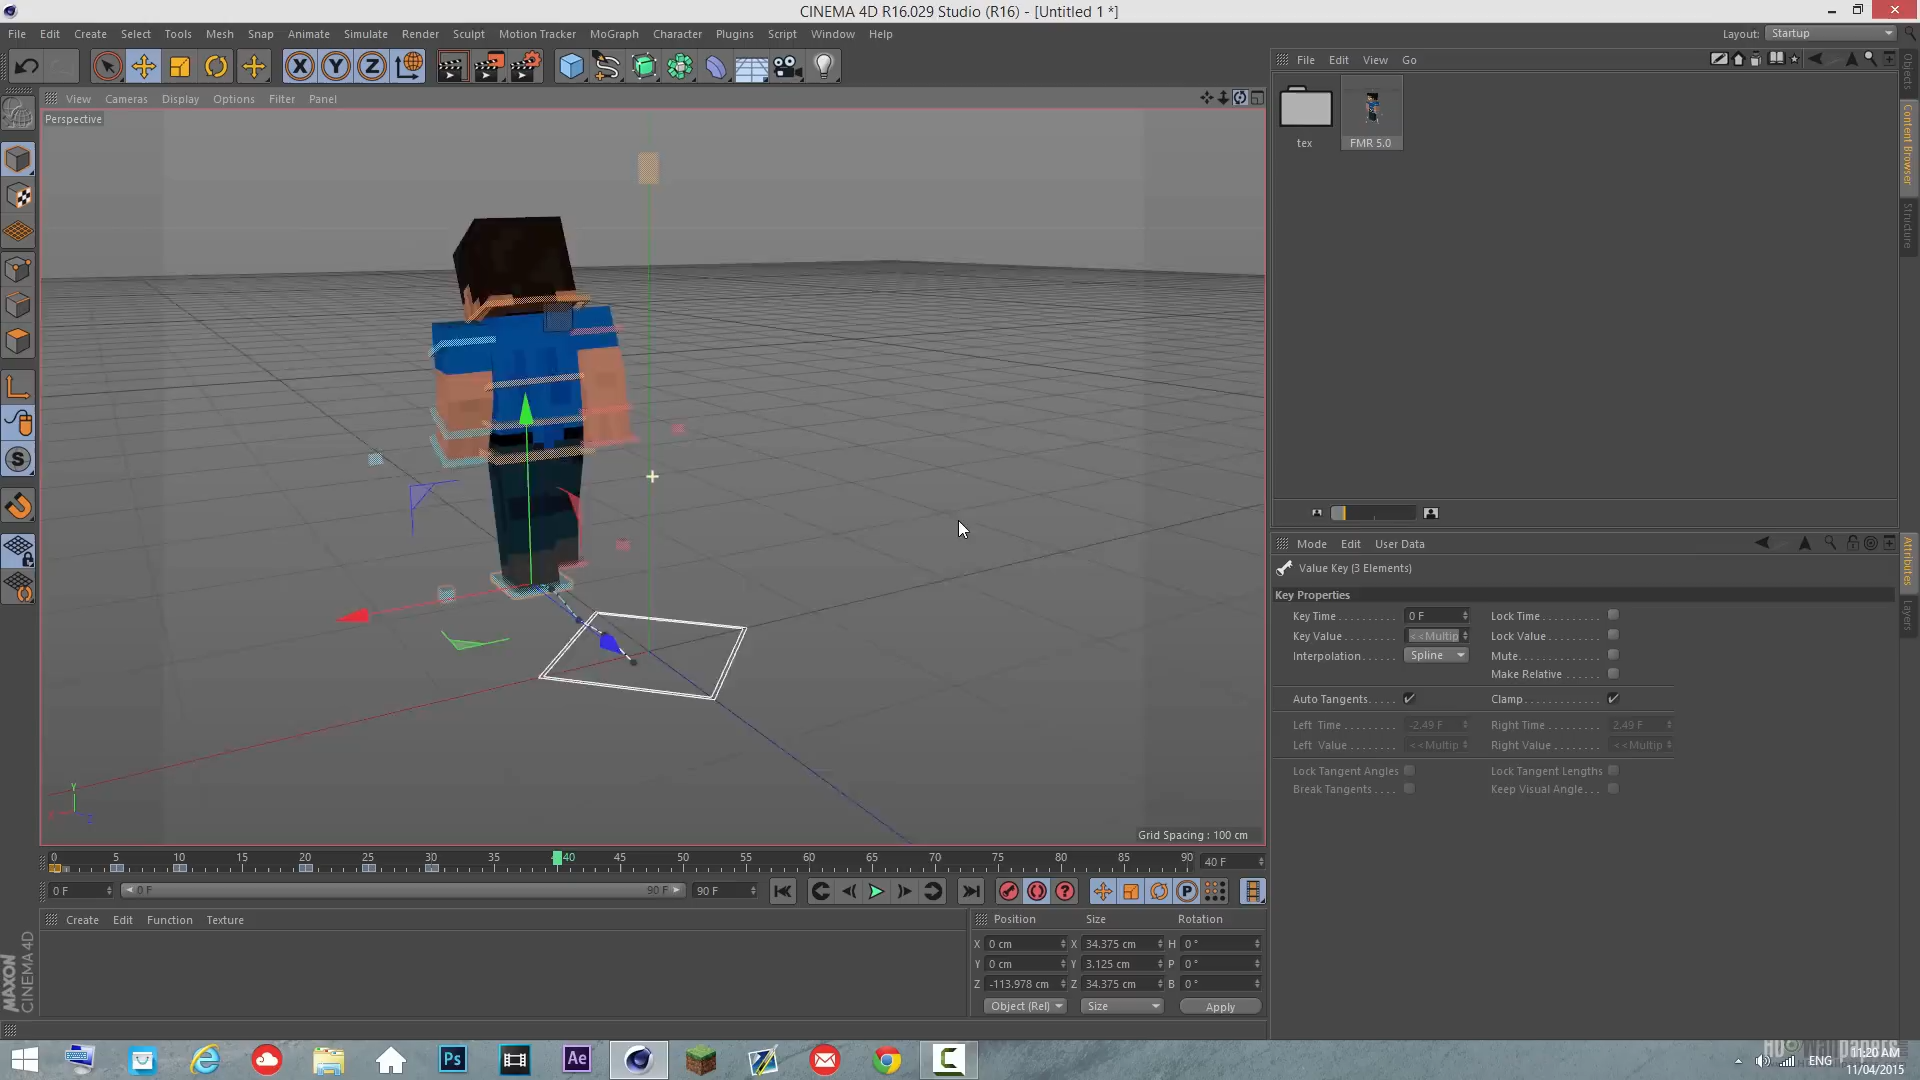 CINEMA 4D R16.029 Studio (R16) - [Untitled 1 *]
File Edit Create Select Tools Mesh Snap Animate Simulate Render Sculpt Motion Tracker MoGraph Character Plugins Script Window Help
Layout: Startup
X Y Z
View Cameras Display Options Filter Panel
File Edit View Go
Perspective
tex
FMR 5.0
Objects
Content Browser
Structure
S
Mode Edit User Data
Value Key (3 Elements)
Key Properties
Key Time 0 F Lock Time
Key Value <<Multip Lock Value
Interpolation Spline Mute
Make Relative
Auto Tangents Clamp
Left Time -2.49 F Right Time 2.49 F
Left Value <<Multip Right Value <<Multip
Lock Tangent Angles Lock Tangent Lengths
Break Tangents Keep Visual Angle
Attributes
Layers
Y
Z
Grid Spacing : 100 cm
0 5 10 15 20 25 30 35 40 45 50 55 60 65 70 75 80 85 90 40 F
0 F 0 F 90 F 90 F
P
Create Edit Function Texture
Position Size Rotation
X 0 cm X 34.375 cm H 0 °
Y 0 cm Y 3.125 cm P 0 °
Z -113.978 cm Z 34.375 cm B 0 °
Object (Rel) Size Apply
MAXON
CINEMA 4D
Ps
Ae
C
ENG
11:20 AM
11/04/2015